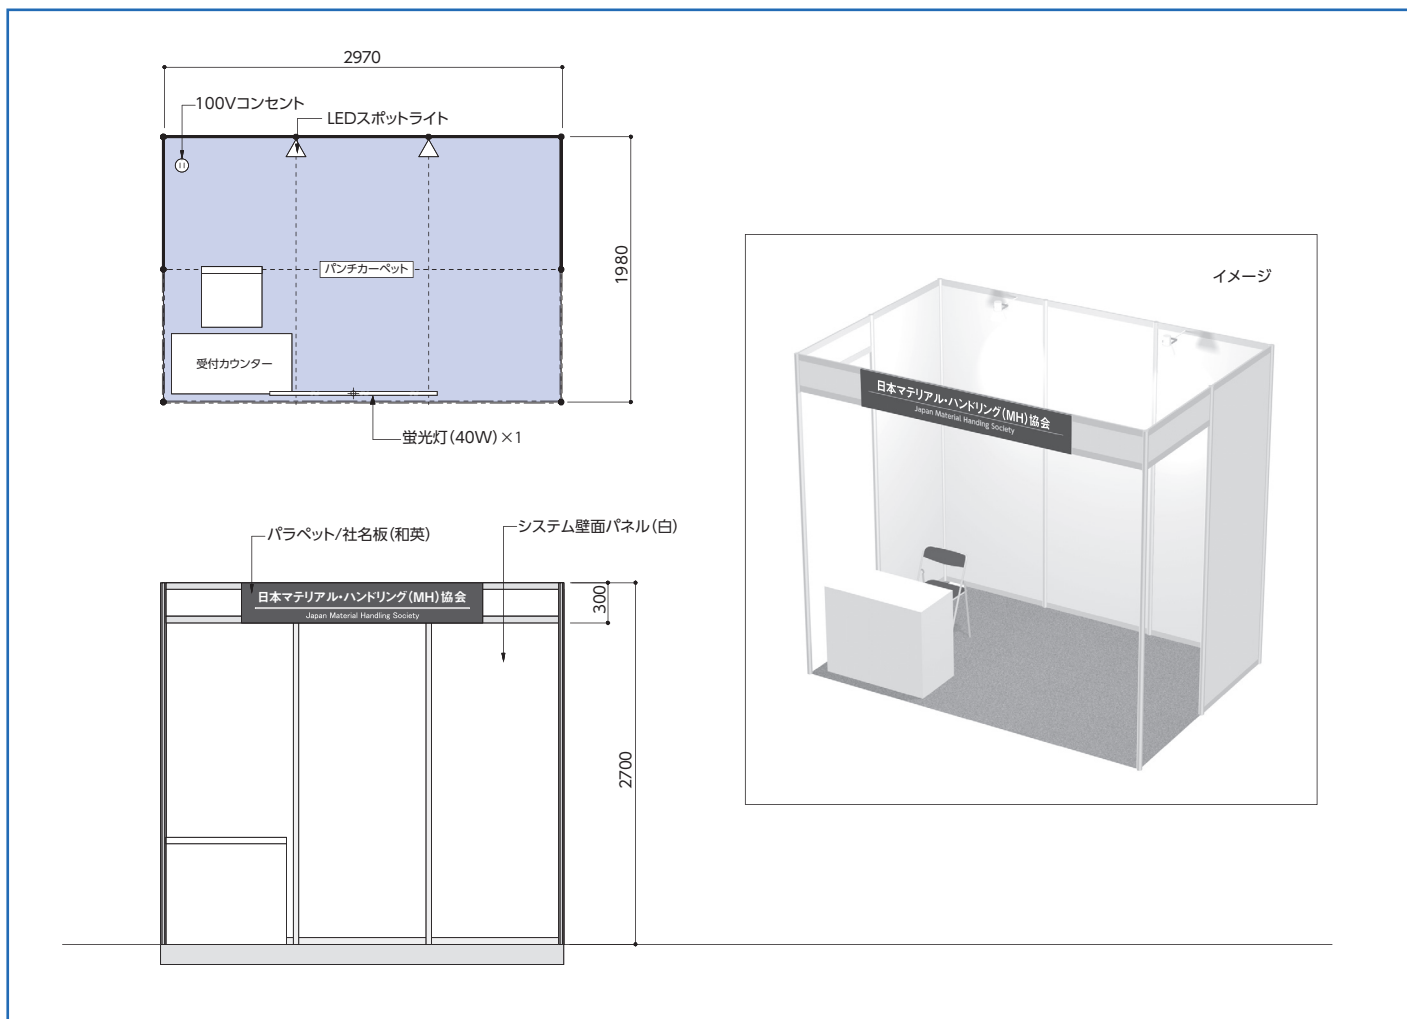 2970
100Vコンセント
LEDスポットライト
パンチカーペット
1980
受付カウンター
蛍光灯(40W)×1
イメージ
日本マテリアル・ハンドリング(MH)協会
Japan Material Handing Society
パラペット/社名板(和英)
システム壁面パネル(白)
日本マテリアル・ハンドリング(MH)協会
Japan Material Handling Society
300
2700